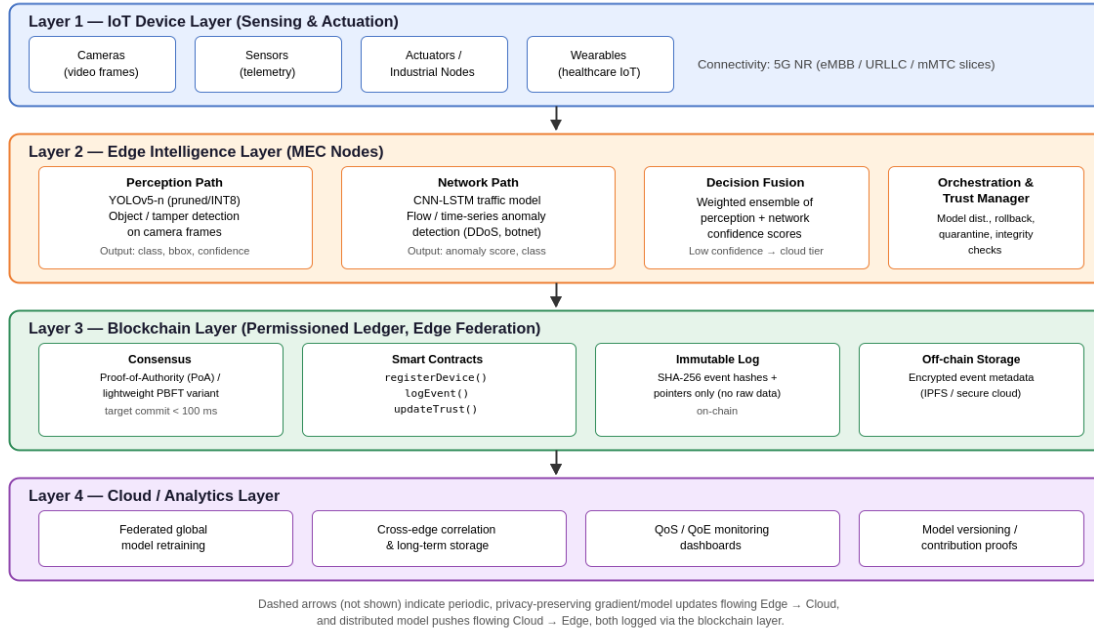 Layer 1 — IoT Device Layer (Sensing & Actuation)
Cameras
(video frames)
Sensors
(telemetry)
Actuators /
Industrial Nodes
Wearables
(healthcare IoT)
Connectivity: 5G NR (eMBB / URLLC / mMTC slices)
Layer 2 — Edge Intelligence Layer (MEC Nodes)
Perception Path
YOLOv5-n (pruned/INT8)
Object / tamper detection
on camera frames
Output: class, bbox, confidence
Network Path
CNN-LSTM traffic model
Flow / time-series anomaly
detection (DDoS, botnet)
Output: anomaly score, class
Decision Fusion
Weighted ensemble of
perception + network
confidence scores
Low confidence → cloud tier
Orchestration &
Trust Manager
Model dist., rollback,
quarantine, integrity
checks
Layer 3 — Blockchain Layer (Permissioned Ledger, Edge Federation)
Consensus
Proof-of-Authority (PoA) /
lightweight PBFT variant
target commit < 100 ms
Smart Contracts
registerDevice()
logEvent()
updateTrust()
Immutable Log
SHA-256 event hashes +
pointers only (no raw data)
on-chain
Off-chain Storage
Encrypted event metadata
(IPFS / secure cloud)
Layer 4 — Cloud / Analytics Layer
Federated global
model retraining
Cross-edge correlation
& long-term storage
QoS / QoE monitoring
dashboards
Model versioning /
contribution proofs
Dashed arrows (not shown) indicate periodic, privacy-preserving gradient/model updates flowing Edge → Cloud,
and distributed model pushes flowing Cloud → Edge, both logged via the blockchain layer.